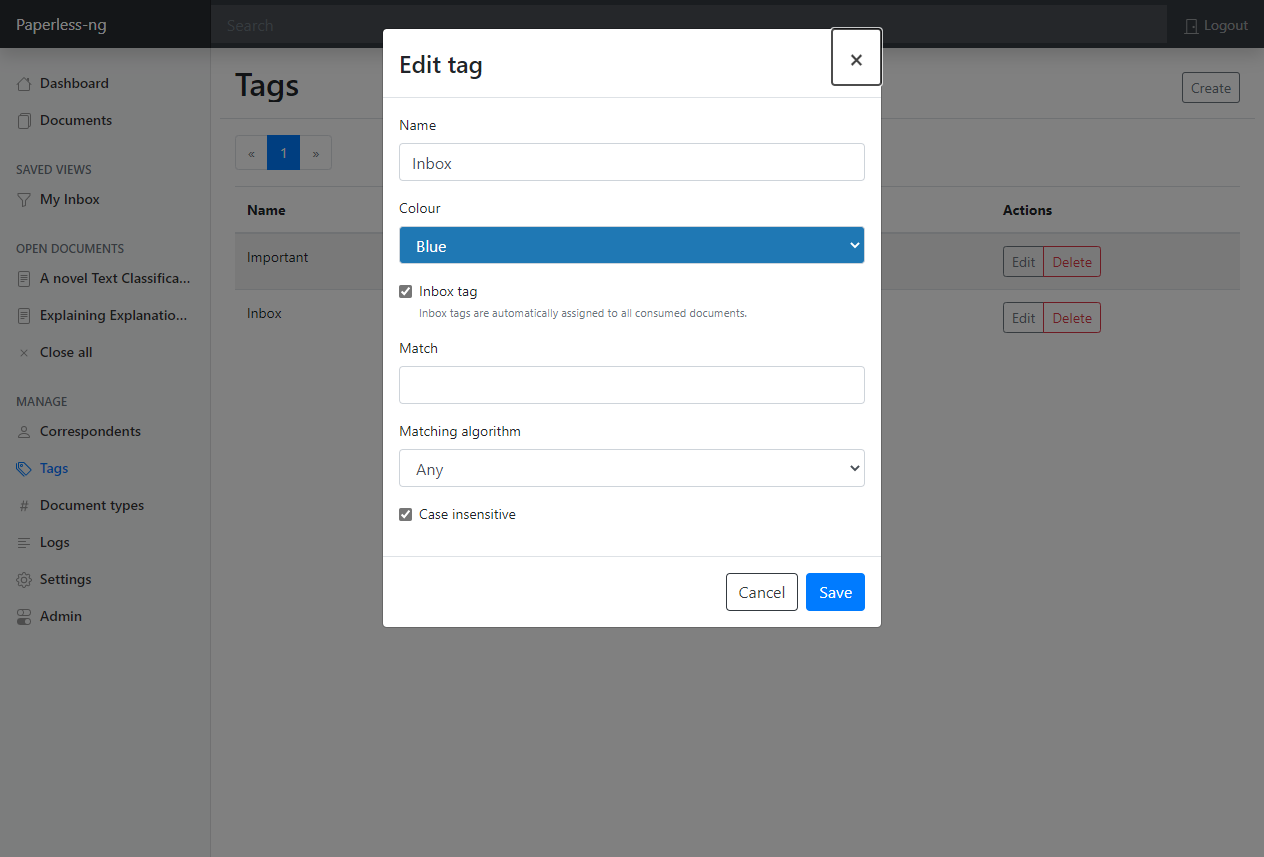 Paperless-ng
Search
Logout
Dashboard
Documents
SAVED VIEWS
My Inbox
OPEN DOCUMENTS
A novel Text Classifica...
Explaining Explanatio...
Close all
MANAGE
Correspondents
Tags
# Document types
Logs
Settings
Admin
Tags
Create
« 1 »
Name
Actions
Important
Edit Delete
Inbox
Edit Delete
Edit tag
×
Name
Inbox
Colour
Blue
Inbox tag
Inbox tags are automatically assigned to all consumed documents.
Match
Matching algorithm
Any
Case insensitive
Cancel Save